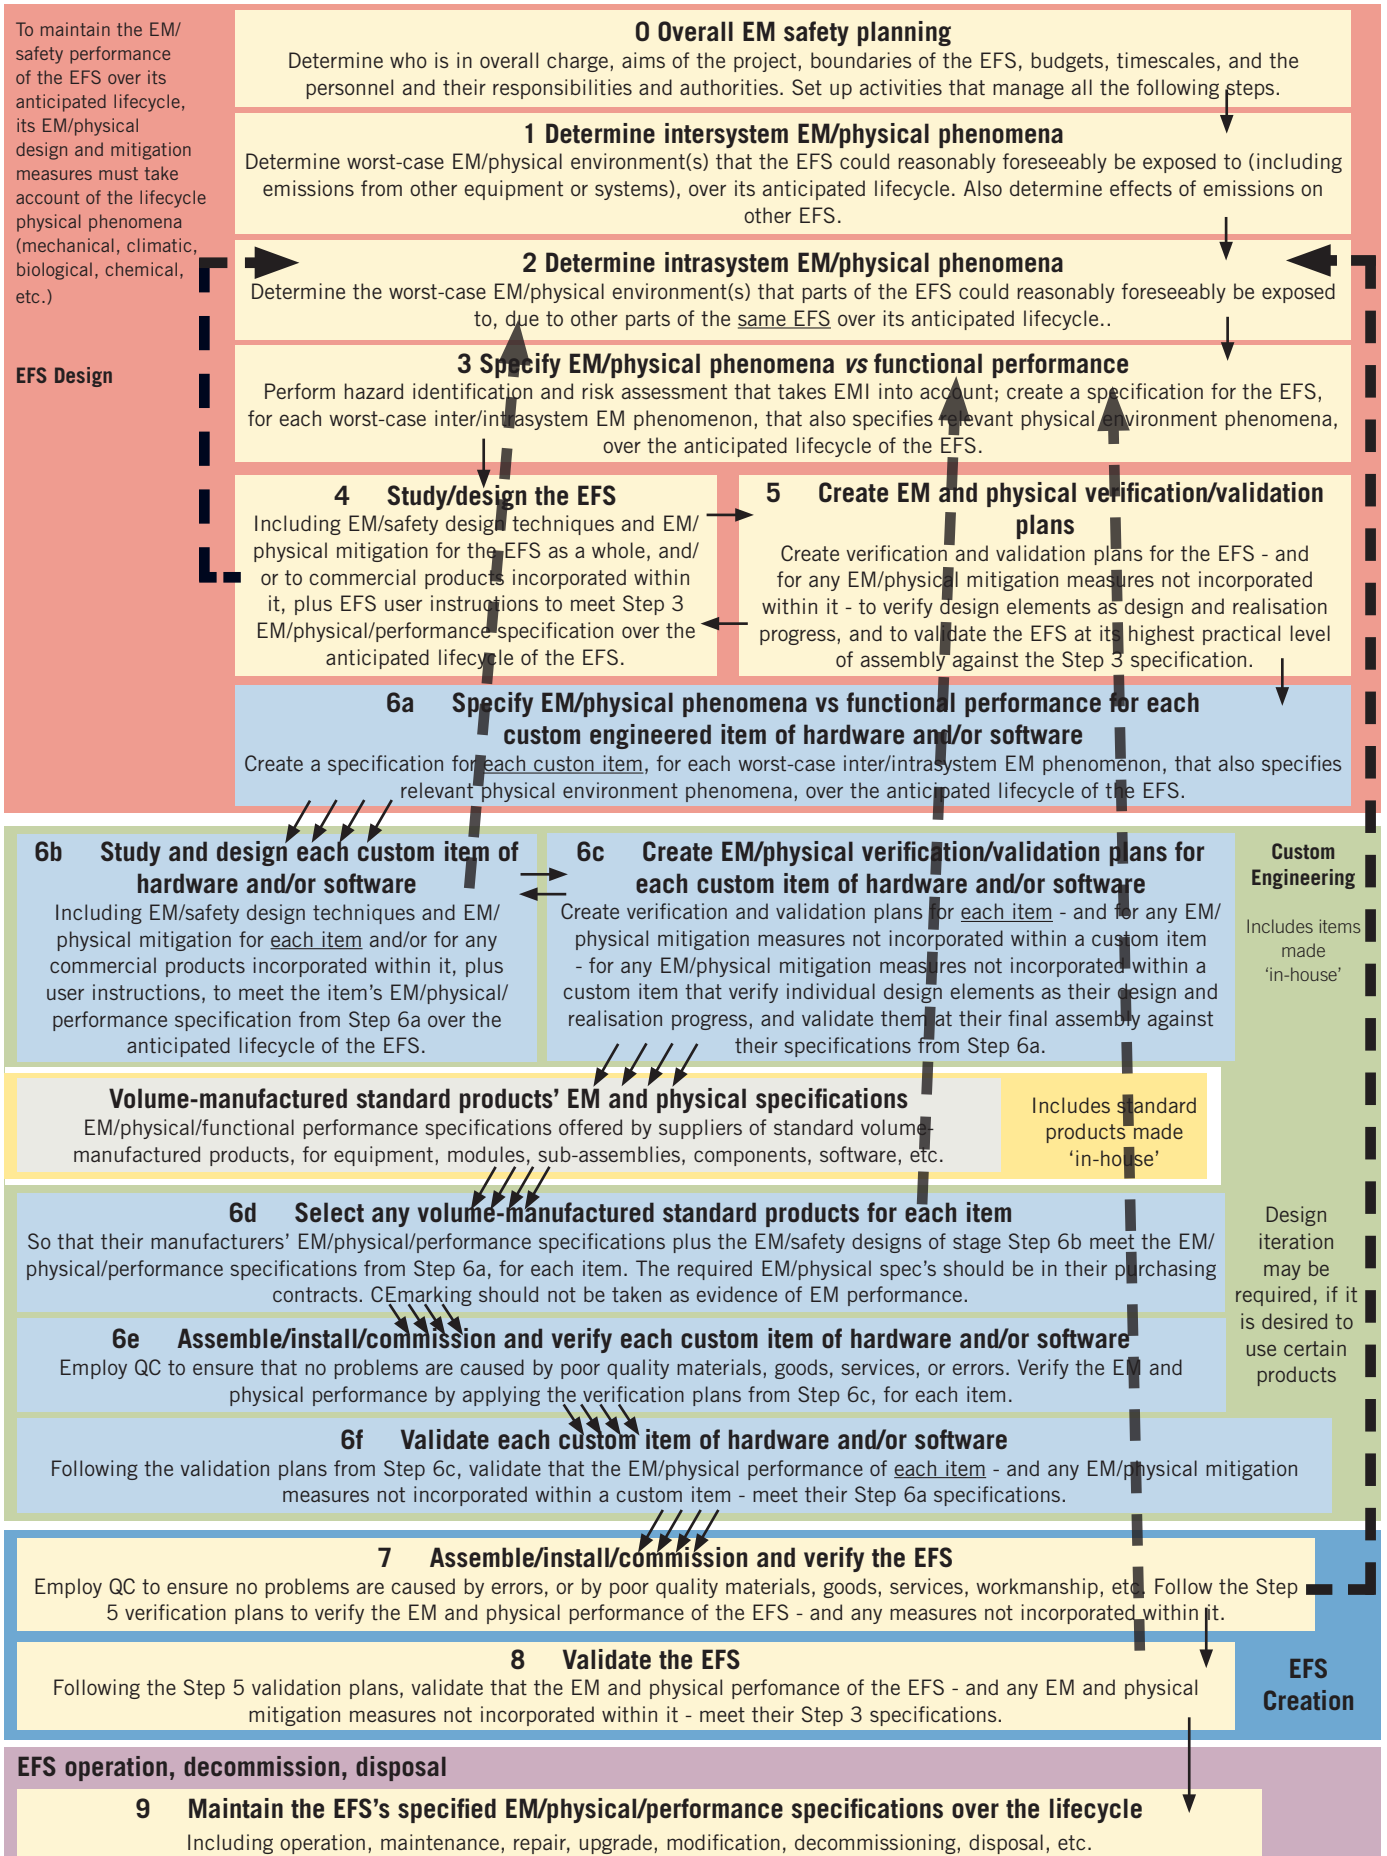 To maintain the EM/
safety performance
of the EFS over its
anticipated lifecycle,
its EM/physical
design and mitigation
measures must take
account of the lifecycle
physical phenomena
(mechanical, climatic,
biological, chemical,
etc.)
EFS Design
0 Overall EM safety planning
Determine who is in overall charge, aims of the project, boundaries of the EFS, budgets, timescales, and the
personnel and their responsibilities and authorities. Set up activities that manage all the following steps.
1 Determine intersystem EM/physical phenomena
Determine worst-case EM/physical environment(s) that the EFS could reasonably foreseeably be exposed to (including
emissions from other equipment or systems), over its anticipated lifecycle. Also determine effects of emissions on
other EFS.
2 Determine intrasystem EM/physical phenomena
Determine the worst-case EM/physical environment(s) that parts of the EFS could reasonably foreseeably be exposed
to, due to other parts of the same EFS over its anticipated lifecycle..
3 Specify EM/physical phenomena vs functional performance
Perform hazard identification and risk assessment that takes EMI into account; create a specification for the EFS,
for each worst-case inter/intrasystem EM phenomenon, that also specifies relevant physical environment phenomena,
over the anticipated lifecycle of the EFS.
4 Study/design the EFS
Including EM/safety design techniques and EM/
physical mitigation for the EFS as a whole, and/
or to commercial products incorporated within
it, plus EFS user instructions to meet Step 3
EM/physical/performance specification over the
anticipated lifecycle of the EFS.
5 Create EM and physical verification/validation
plans
Create verification and validation plans for the EFS - and
for any EM/physical mitigation measures not incorporated
within it - to verify design elements as design and realisation
progress, and to validate the EFS at its highest practical level
of assembly against the Step 3 specification.
6a Specify EM/physical phenomena vs functional performance for each
custom engineered item of hardware and/or software
Create a specification for each custon item, for each worst-case inter/intrasystem EM phenomenon, that also specifies
relevant physical environment phenomena, over the anticipated lifecycle of the EFS.
6b Study and design each custom item of
hardware and/or software
Including EM/safety design techniques and EM/
physical mitigation for each item and/or for any
commercial products incorporated within it, plus
user instructions, to meet the item's EM/physical/
performance specification from Step 6a over the
anticipated lifecycle of the EFS.
6c Create EM/physical verification/validation plans for
each custom item of hardware and/or software
Create verification and validation plans for each item - and for any EM/
physical mitigation measures not incorporated within a custom item
- for any EM/physical mitigation measures not incorporated within a
custom item that verify individual design elements as their design and
realisation progress, and validate them at their final assembly against
their specifications from Step 6a.
Custom
Engineering
Includes items
made
‘in-house’
Volume-manufactured standard products’ EM and physical specifications
EM/physical/functional performance specifications offered by suppliers of standard volume-
manufactured products, for equipment, modules, sub-assemblies, components, software, etc.
Includes standard
products made
‘in-house’
6d Select any volume-manufactured standard products for each item
So that their manufacturers’ EM/physical/performance specifications plus the EM/safety designs of stage Step 6b meet the EM/
physical/performance specifications from Step 6a, for each item. The required EM/physical spec’s should be in their purchasing
contracts. CEmarking should not be taken as evidence of EM performance.
Design
iteration
may be
required, if it
is desired to
use certain
products
6e Assemble/install/commission and verify each custom item of hardware and/or software
Employ QC to ensure that no problems are caused by poor quality materials, goods, services, or errors. Verify the EM and
physical performance by applying the verification plans from Step 6c, for each item.
6f Validate each custom item of hardware and/or software
Following the validation plans from Step 6c, validate that the EM/physical performance of each item - and any EM/physical mitigation
measures not incorporated within a custom item - meet their Step 6a specifications.
7 Assemble/install/commission and verify the EFS
Employ QC to ensure no problems are caused by errors, or by poor quality materials, goods, services, workmanship, etc. Follow the Step
5 verification plans to verify the EM and physical performance of the EFS - and any measures not incorporated within it.
8 Validate the EFS
Following the Step 5 validation plans, validate that the EM and physical perfomance of the EFS - and any EM and physical
mitigation measures not incorporated within it - meet their Step 3 specifications.
EFS
Creation
EFS operation, decommission, disposal
9 Maintain the EFS’s specified EM/physical/performance specifications over the lifecycle
Including operation, maintenance, repair, upgrade, modification, decommissioning, disposal, etc.